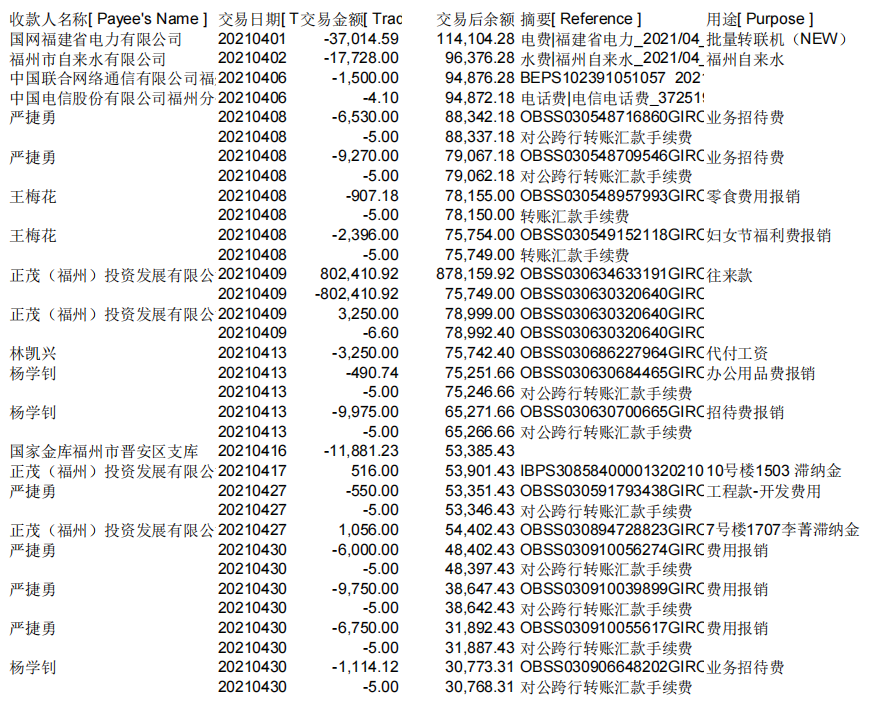 收款人名称[ Payee's Name ] 交易日期[ T 交易金额[ Trac 交易后余额 摘要[ Reference ] 用途[ Purpose ]
国网福建省电力有限公司 20210401 -37,014.59 114,104.28 电费|福建省电力_2021/04_ 批量转联机（NEW）
福州市自来水有限公司 20210402 -17,728.00 96,376.28 水费|福州自来水_2021/04_ 福州自来水
中国联合网络通信有限公司福 20210406 -1,500.00 94,876.28 BEPS102391051057 202
中国电信股份有限公司福州分 20210406 -4.10 94,872.18 电话费|电信电话费_37251
严捷勇 20210408 -6,530.00 88,342.18 OBSS030548716860GIRO 业务招待费
20210408 -5.00 88,337.18 对公跨行转账汇款手续费
严捷勇 20210408 -9,270.00 79,067.18 OBSS030548709546GIRO 业务招待费
20210408 -5.00 79,062.18 对公跨行转账汇款手续费
王梅花 20210408 -907.18 78,155.00 OBSS030548957993GIRO 零食费用报销
20210408 -5.00 78,150.00 转账汇款手续费
王梅花 20210408 -2,396.00 75,754.00 OBSS030549152118GIRO 妇女节福利费报销
20210408 -5.00 75,749.00 转账汇款手续费
正茂（福州）投资发展有限公 20210409 802,410.92 878,159.92 OBSS030634633191GIRO 往来款
20210409 -802,410.92 75,749.00 OBSS030630320640GIRO
正茂（福州）投资发展有限公 20210409 3,250.00 78,999.00 OBSS030630320640GIRO
20210409 -6.60 78,992.40 OBSS030630320640GIRO
林凯兴 20210413 -3,250.00 75,742.40 OBSS030686227964GIRO 代付工资
杨学钊 20210413 -490.74 75,251.66 OBSS030630684465GIRO 办公用品费报销
20210413 -5.00 75,246.66 对公跨行转账汇款手续费
杨学钊 20210413 -9,975.00 65,271.66 OBSS030630700665GIRO 招待费报销
20210413 -5.00 65,266.66 对公跨行转账汇款手续费
国家金库福州市晋安区支库 20210416 -11,881.23 53,385.43
正茂（福州）投资发展有限公 20210417 516.00 53,901.43 IBPS3085840000132021 0 10号楼1503 滞纳金
严捷勇 20210427 -550.00 53,351.43 OBSS030591793438GIRO 工程款-开发费用
20210427 -5.00 53,346.43 对公跨行转账汇款手续费
正茂（福州）投资发展有限公 20210427 1,056.00 54,402.43 OBSS030894728823GIRO 7号楼1707李菁滞纳金
严捷勇 20210430 -6,000.00 48,402.43 OBSS030910056274GIRO 费用报销
20210430 -5.00 48,397.43 对公跨行转账汇款手续费
严捷勇 20210430 -9,750.00 38,647.43 OBSS030910039899GIRO 费用报销
20210430 -5.00 38,642.43 对公跨行转账汇款手续费
严捷勇 20210430 -6,750.00 31,892.43 OBSS030910055617GIRO 费用报销
20210430 -5.00 31,887.43 对公跨行转账汇款手续费
杨学钊 20210430 -1,114.12 30,773.31 OBSS030906648202GIRO 业务招待费
20210430 -5.00 30,768.31 对公跨行转账汇款手续费